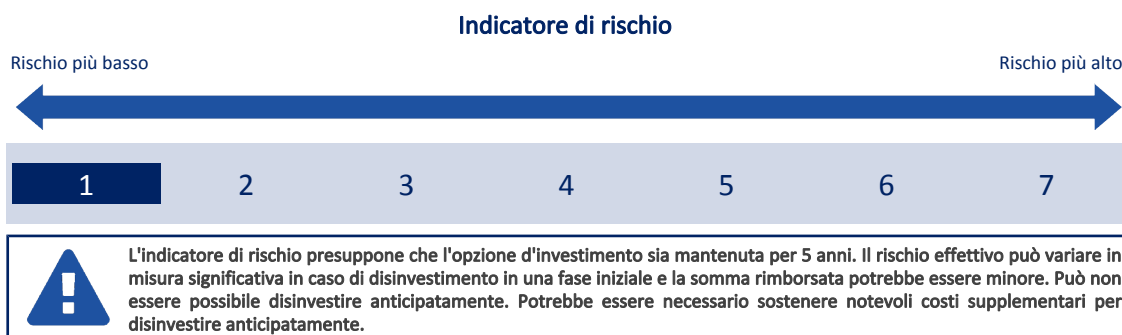 Indicatore di rischio
Rischio più basso
Rischio più alto
1 2 3 4 5 6 7
L'indicatore di rischio presuppone che l'opzione d'investimento sia mantenuta per 5 anni. Il rischio effettivo può variare in
misura significativa in caso di disinvestimento in una fase iniziale e la somma rimborsata potrebbe essere minore. Può non
essere possibile disinvestire anticipatamente. Potrebbe essere necessario sostenere notevoli costi supplementari per
disinvestire anticipatamente.